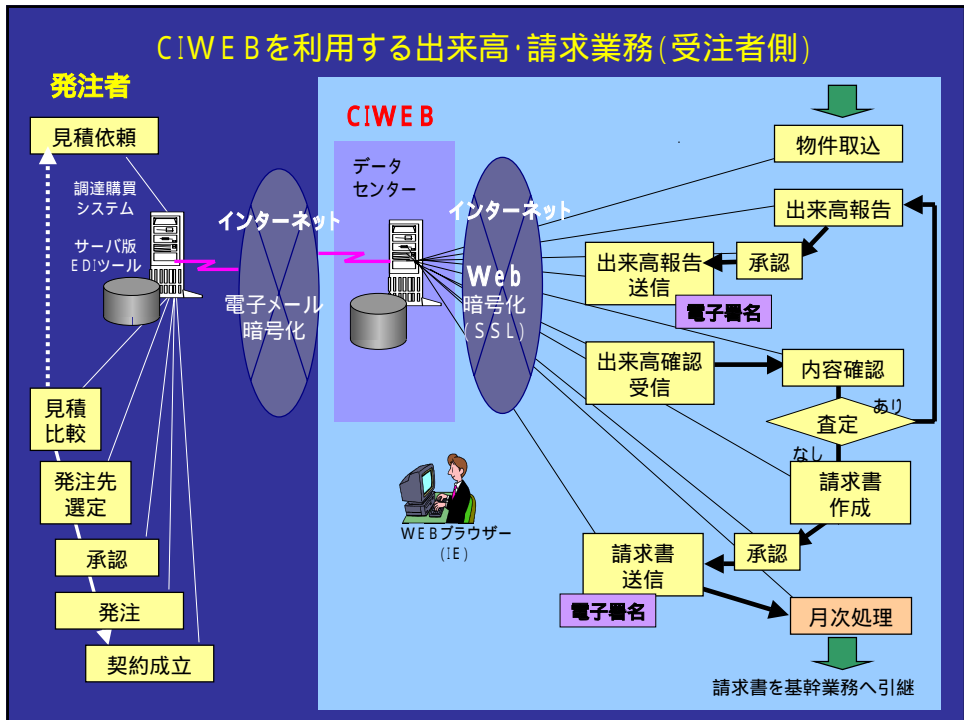 CIWEBを利用する出来高･請求業務(受注者側)
発注者
見積依頼
調達購買
システム
サーバ版
EDIツール
インターネット
電子メール
暗号化
CIWEB
データ
センター
インターネット
Web
暗号化
(SSL)
物件取込
出来高報告
承認
出来高報告
送信
電子署名
出来高確認
受信
内容確認
査定
あり
なし
請求書
作成
承認
請求書
送信
電子署名
月次処理
請求書を基幹業務へ引継
WEBブラウザー
(IE)
見積
比較
発注先
選定
承認
発注
契約成立